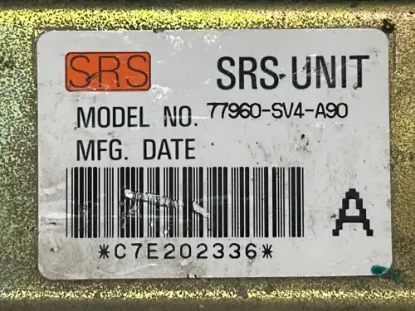 SRS SRS UNIT
MODEL NO. 77960-SV4-A90
MFG. DATE
A
*C7E202336*